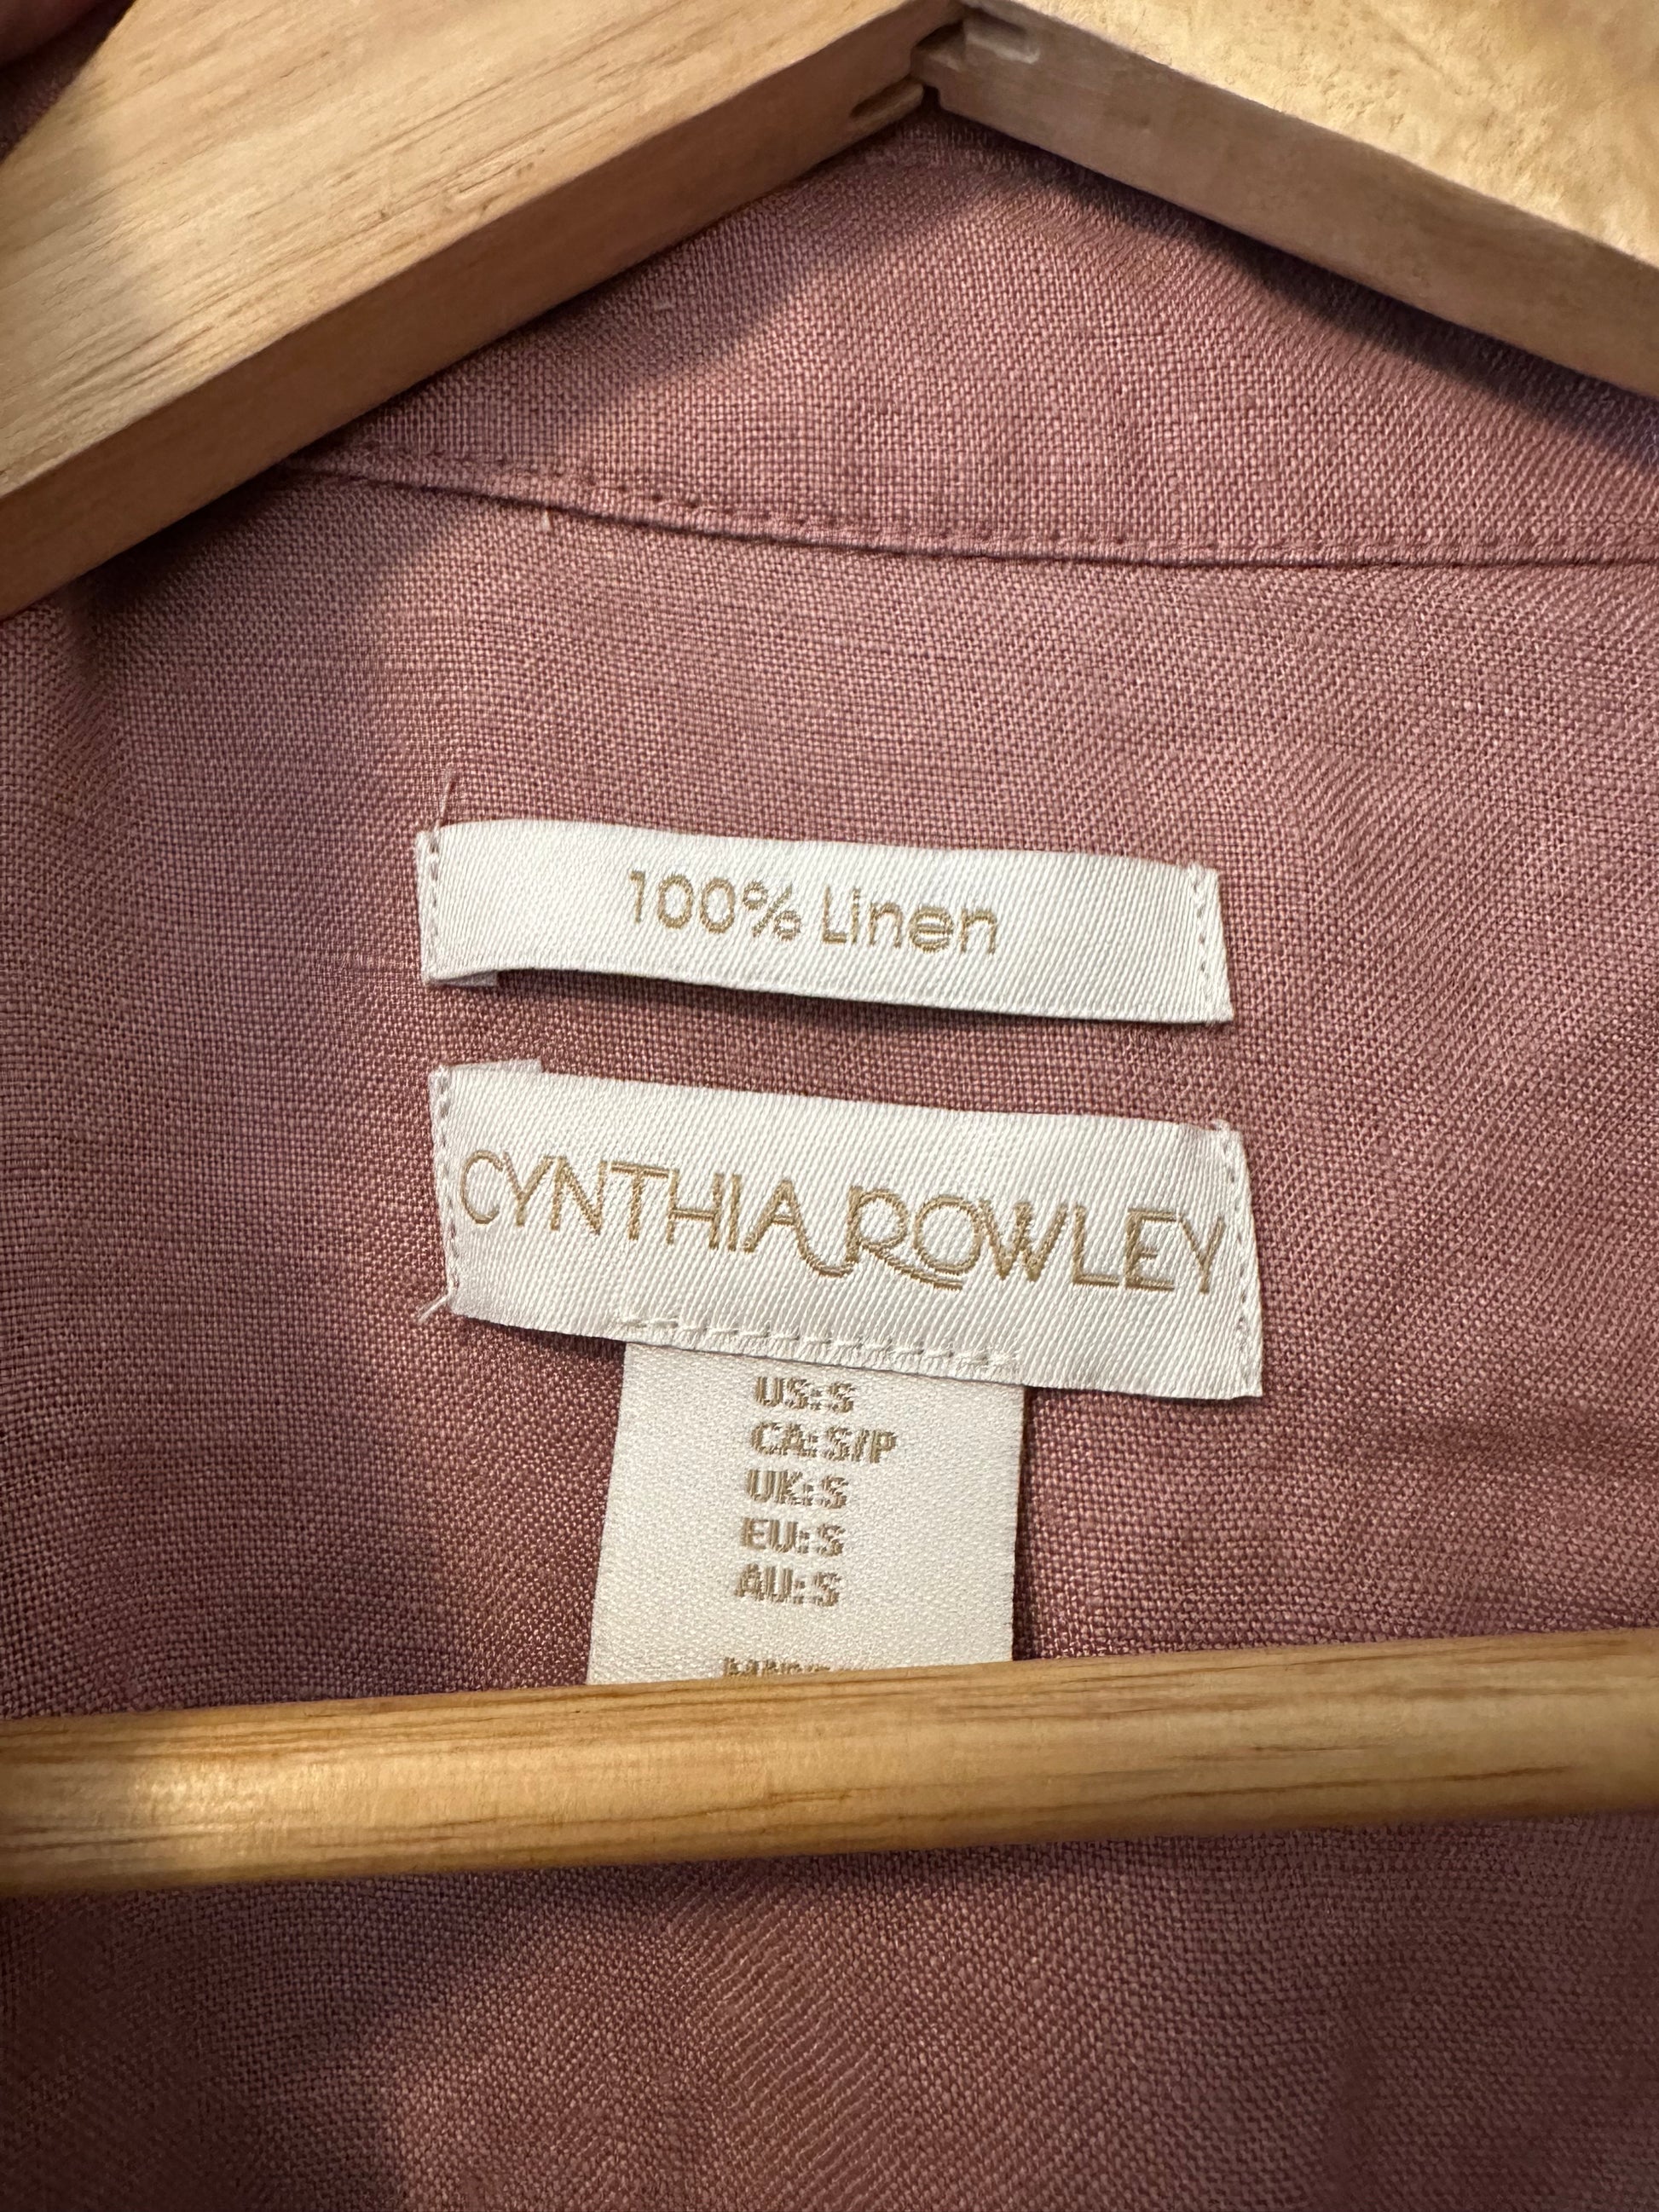 100% Linen
CYNTHIA ROWLEY
US:S
CA:S/P
UK:S
EU:S
AU:S